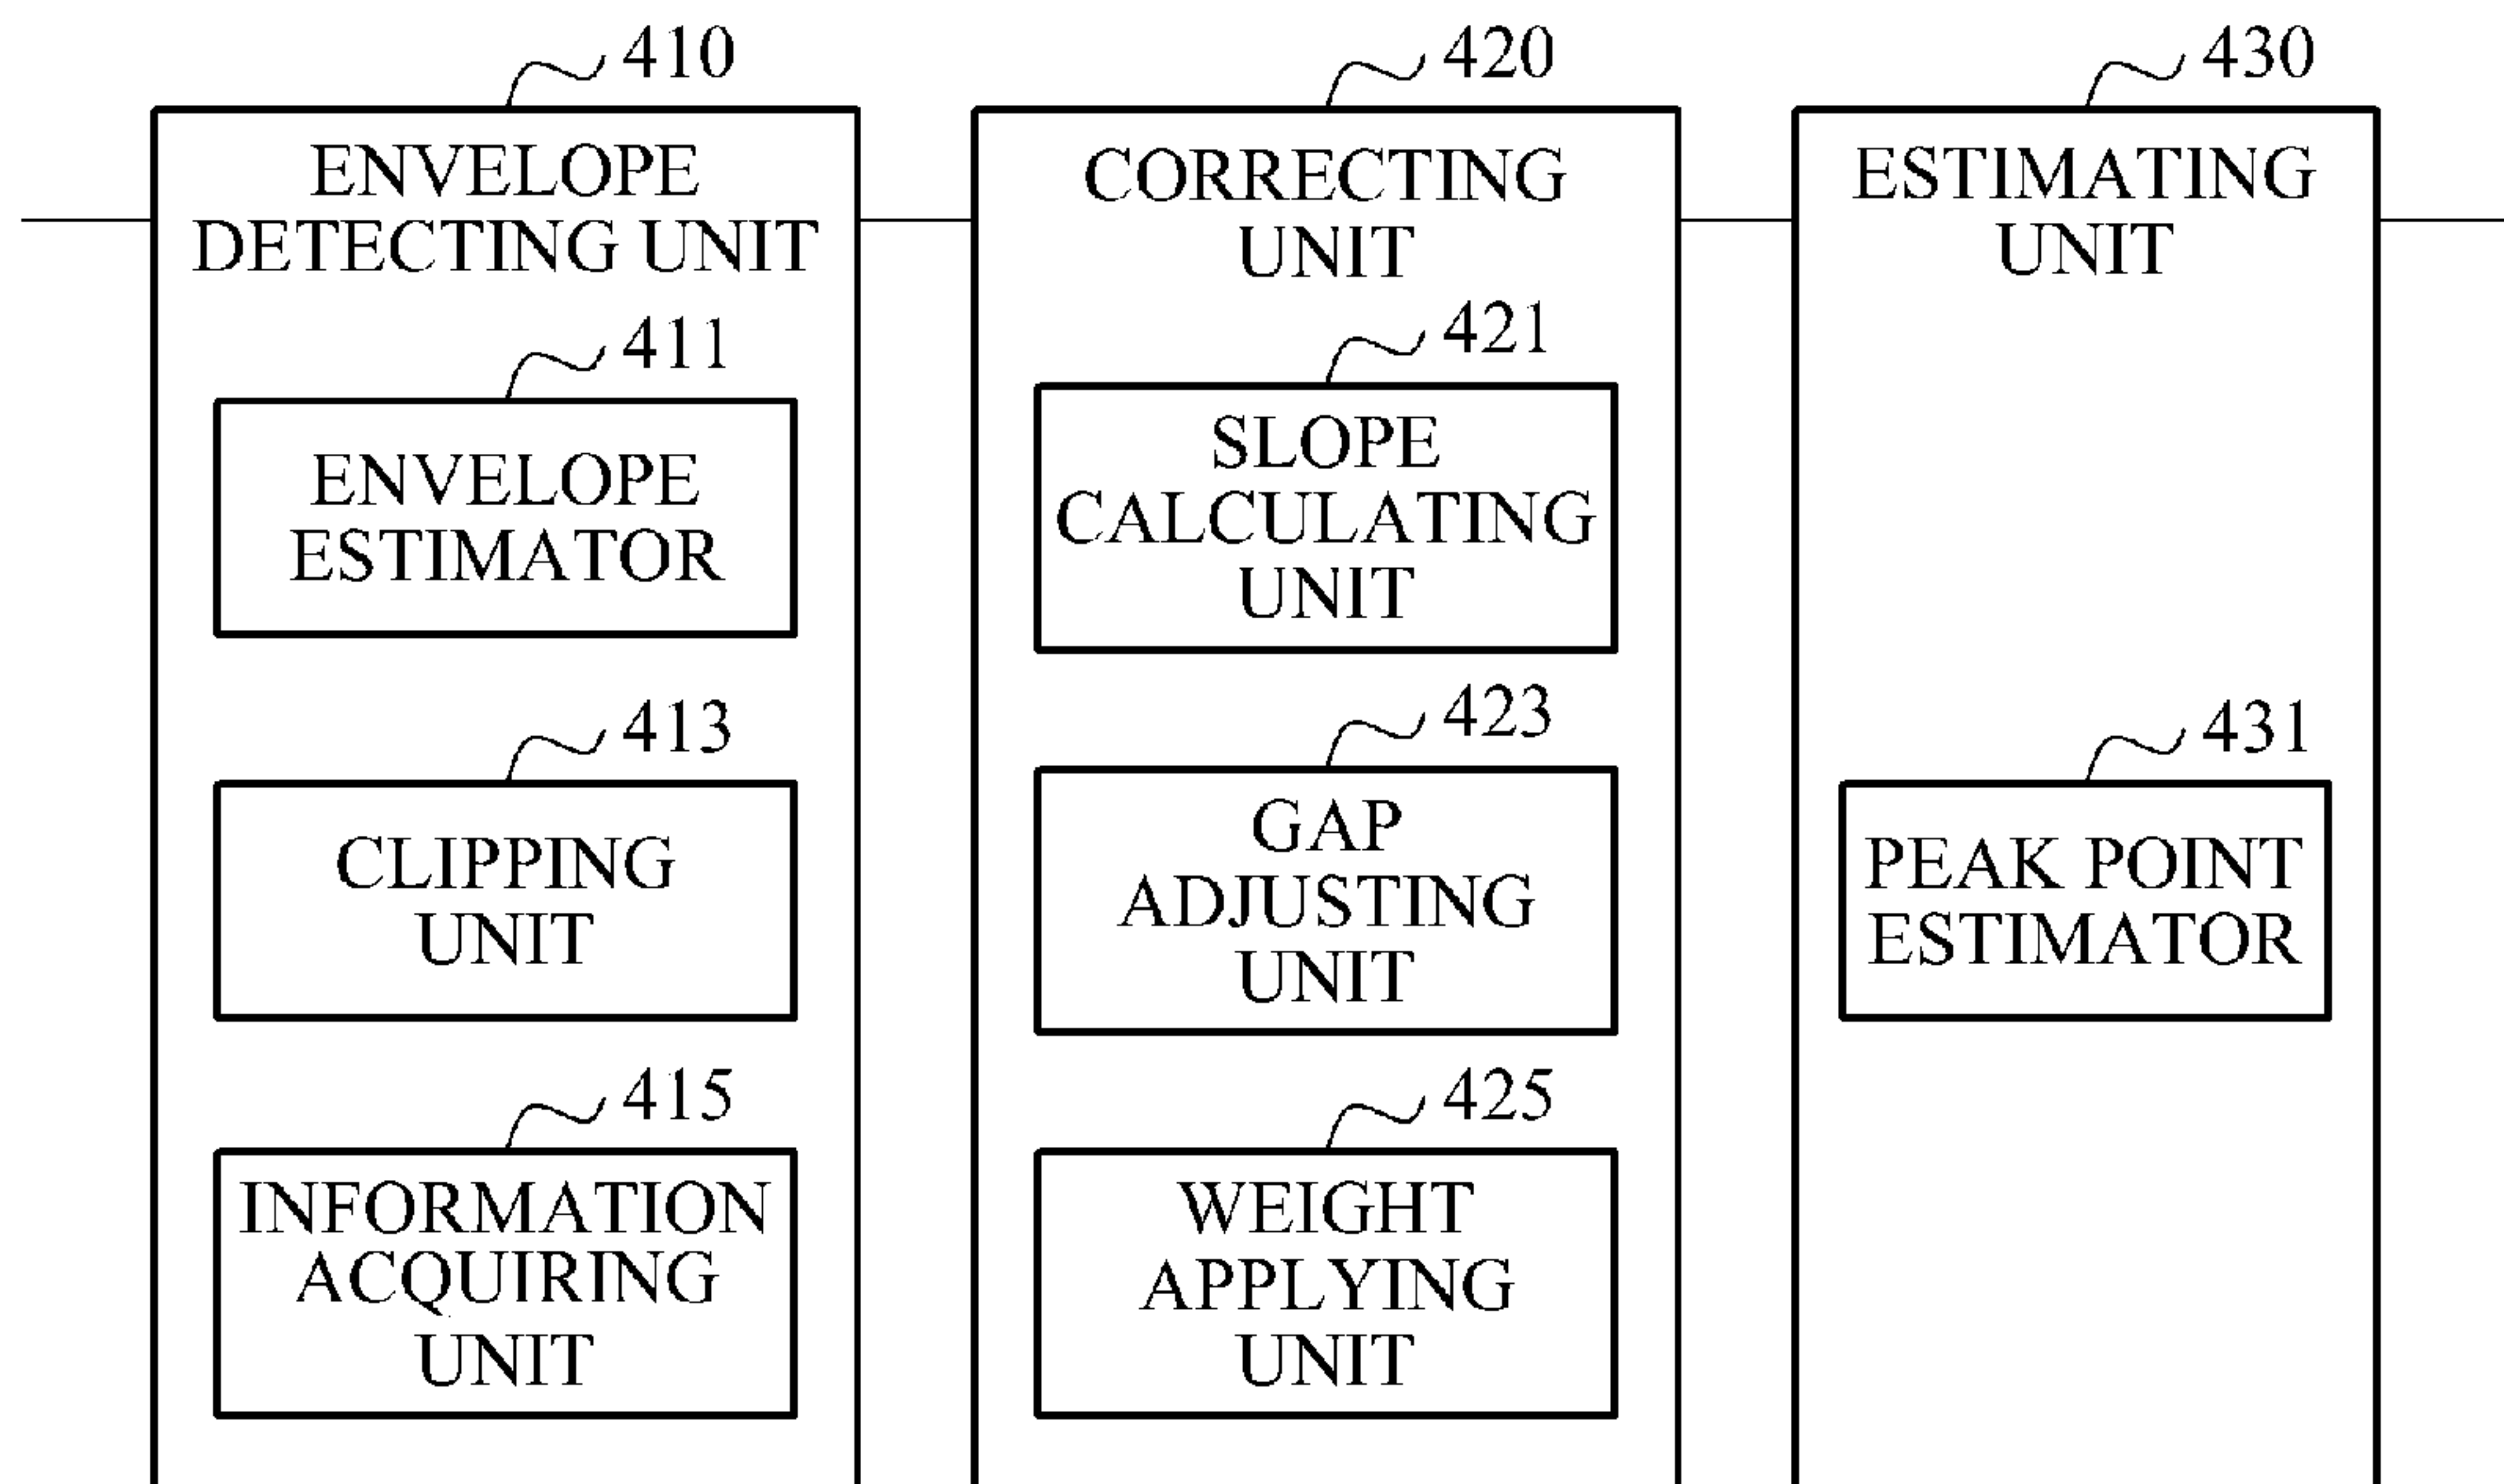 410
ENVELOPE
DETECTING UNIT
411
ENVELOPE
ESTIMATOR
413
CLIPPING
UNIT
415
INFORMATION
ACQUIRING
UNIT
420
CORRECTING
UNIT
421
SLOPE
CALCULATING
UNIT
423
GAP
ADJUSTING
UNIT
425
WEIGHT
APPLYING
UNIT
430
ESTIMATING
UNIT
431
PEAK POINT
ESTIMATOR